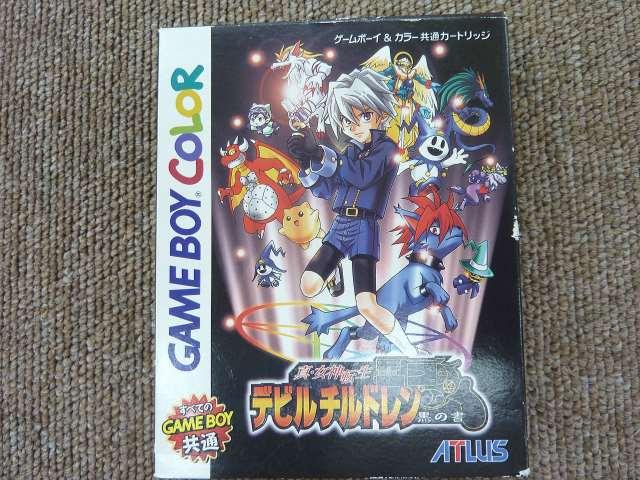 ゲームボーイ&カラー共通カートリッジ
GAME BOY COLOR
真・女神転生
デビルチルドレン
黒の書
すべての
GAME BOY
共通
ATLUS